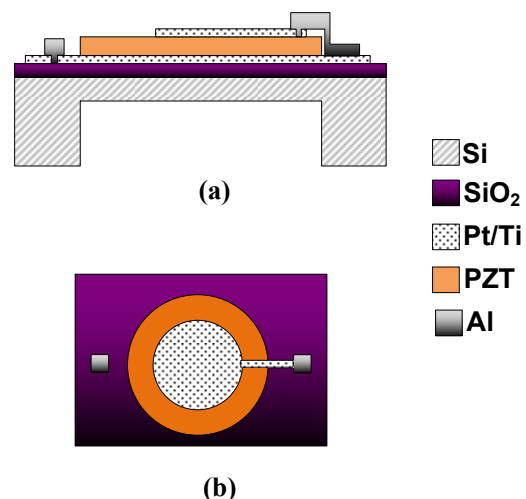 (a)
Si
SiO₂
Pt/Ti
PZT
Al
(b)